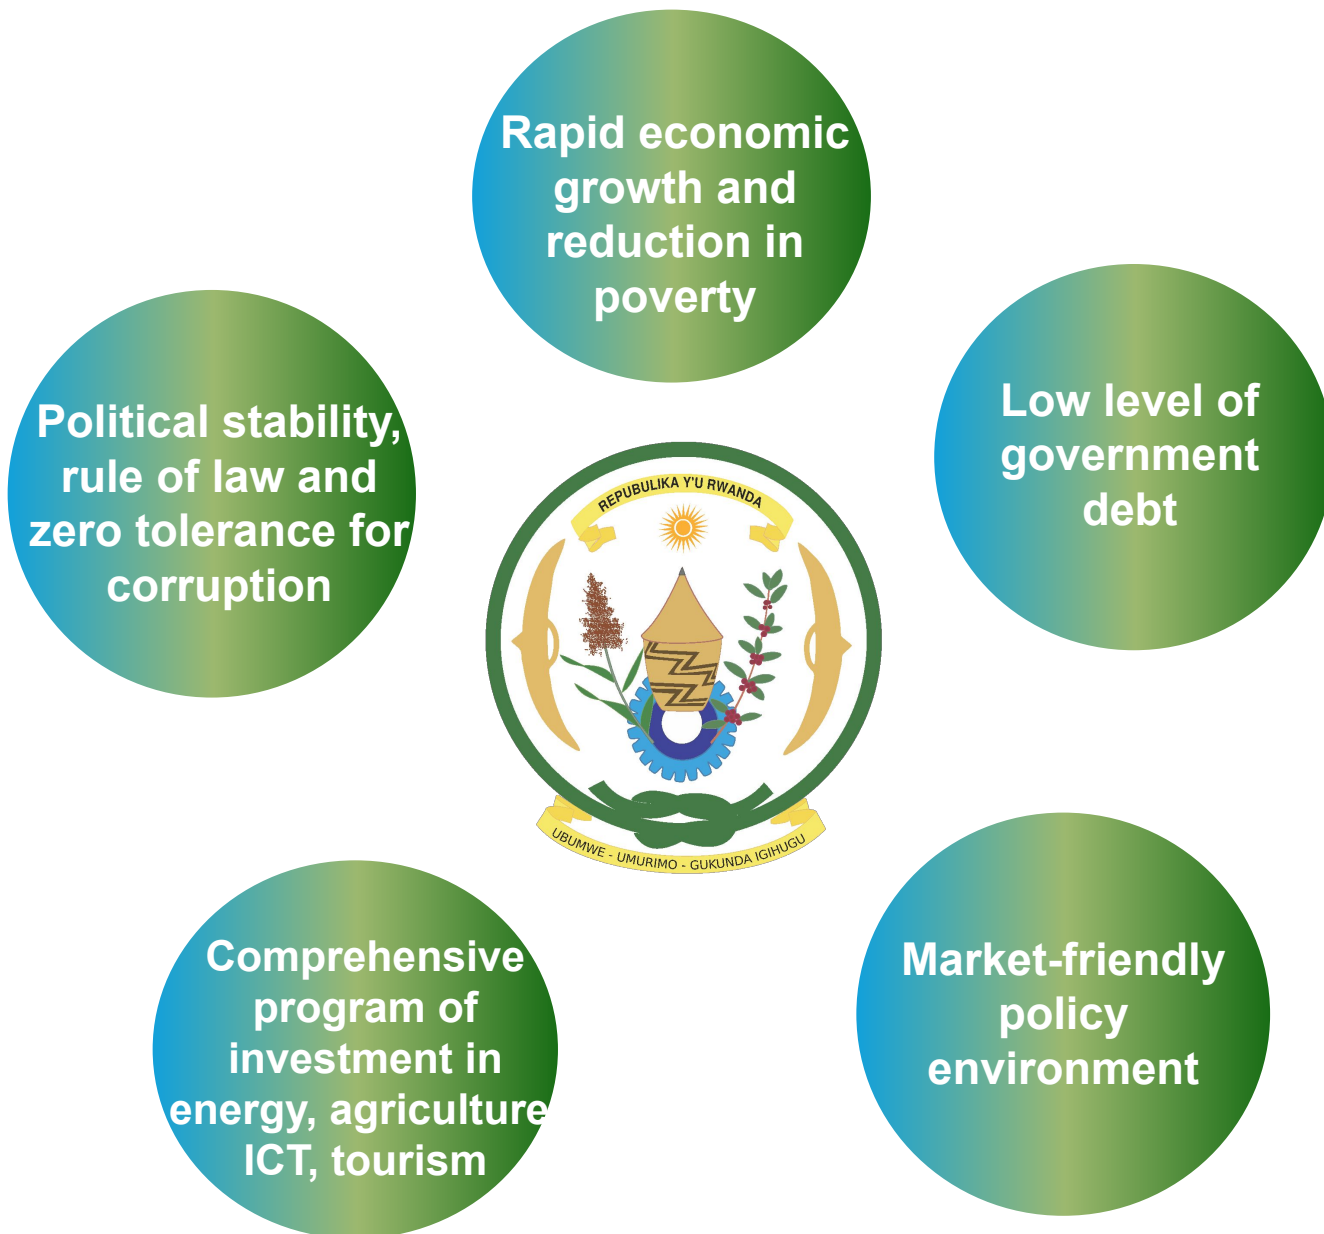 Rapid economic
growth and
reduction in
poverty
Political stability,
rule of law and
zero tolerance for
corruption
Low level of
government
debt
REPUBULIKA Y'U RWANDA
UBUMWE - UMURIMO - GUKUNDA IGIHUGU
Comprehensive
program of
investment in
energy, agriculture
ICT, tourism
Market-friendly
policy
environment